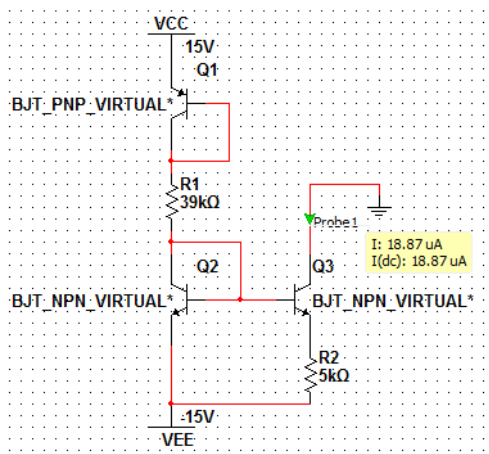 VCC
15V
Q1
BJT_PNP_VIRTUAL*
R1
39kΩ
Probe1
I: 18.87 uA
I(dc): 18.87 uA
Q2
Q3
BJT_NPN_VIRTUAL*
BJT_NPN_VIRTUAL*
R2
5kΩ
-15V
VEE